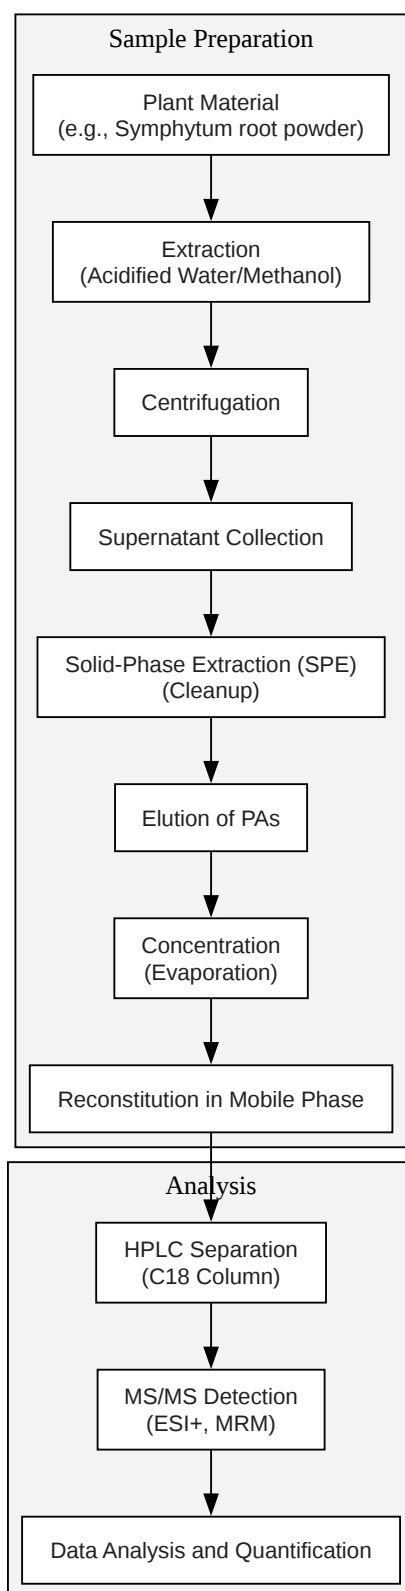 Sample Preparation
Plant Material
(e.g., Symphytum root powder)
Extraction
(Acidified Water/Methanol)
Centrifugation
Supernatant Collection
Solid-Phase Extraction (SPE)
(Cleanup)
Elution of PAs
Concentration
(Evaporation)
Reconstitution in Mobile Phase
Analysis
HPLC Separation
(C18 Column)
MS/MS Detection
(ESI+, MRM)
Data Analysis and Quantification